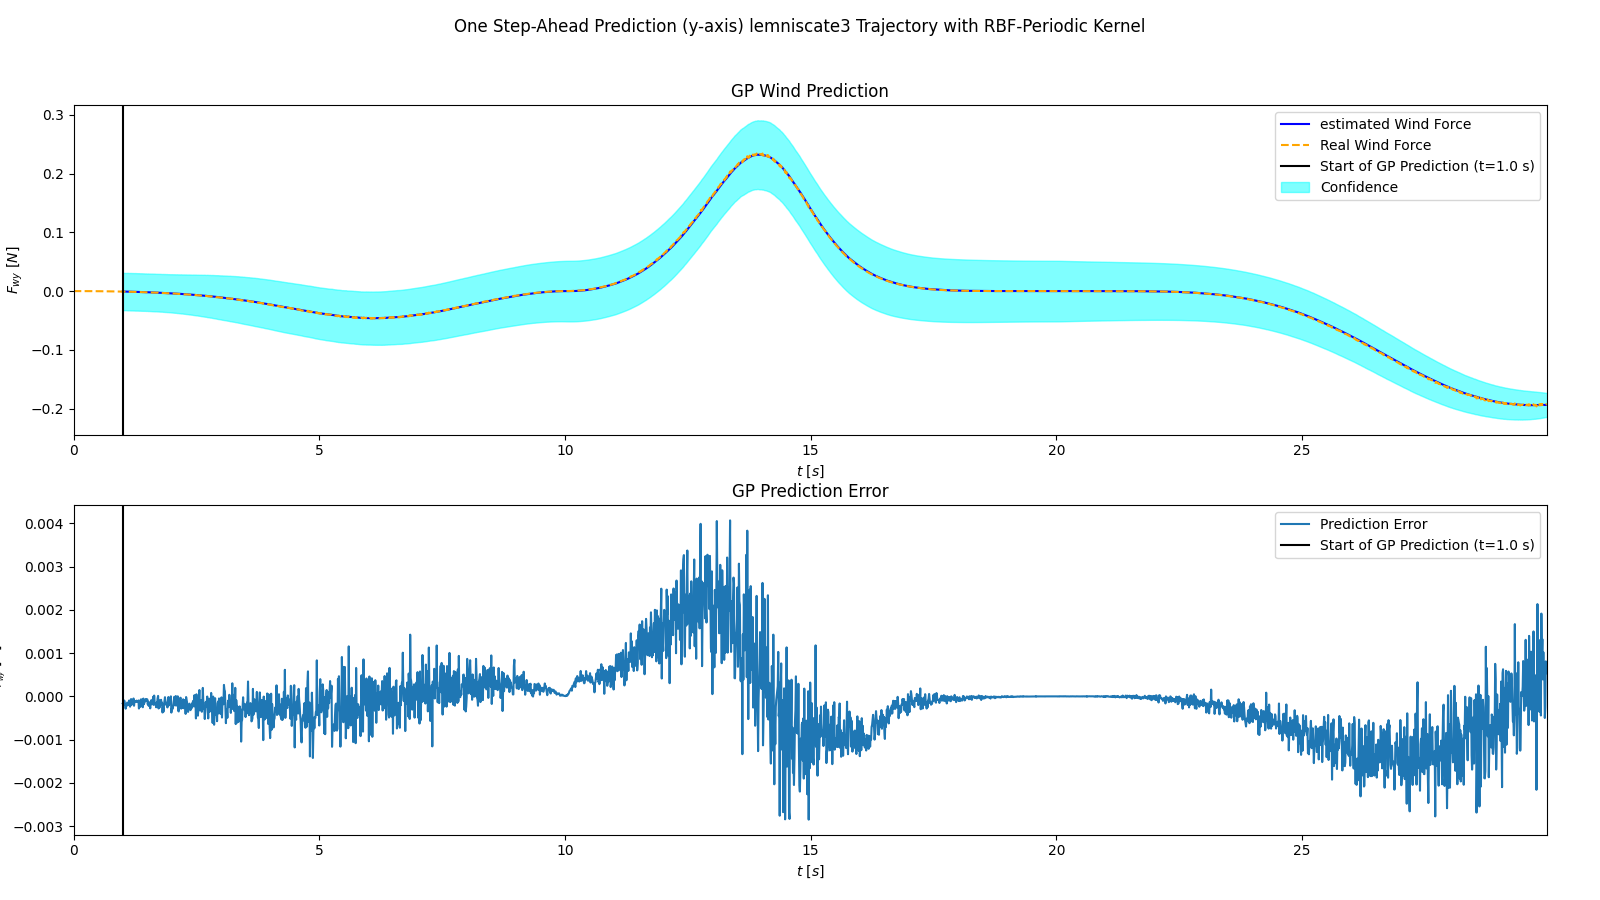 One Step-Ahead Prediction (y-axis) lemniscate3 Trajectory with RBF-Periodic Kernel
GP Wind Prediction
0.3
0.2
0.1
0.0
−0.1
−0.2
F_wy [N]
estimated Wind Force
Real Wind Force
Start of GP Prediction (t=1.0 s)
Confidence
0 5 10 15 20 25
t [s]
GP Prediction Error
0.004
0.003
0.002
0.001
0.000
−0.001
−0.002
−0.003
Prediction Error
Start of GP Prediction (t=1.0 s)
0 5 10 15 20 25
t [s]